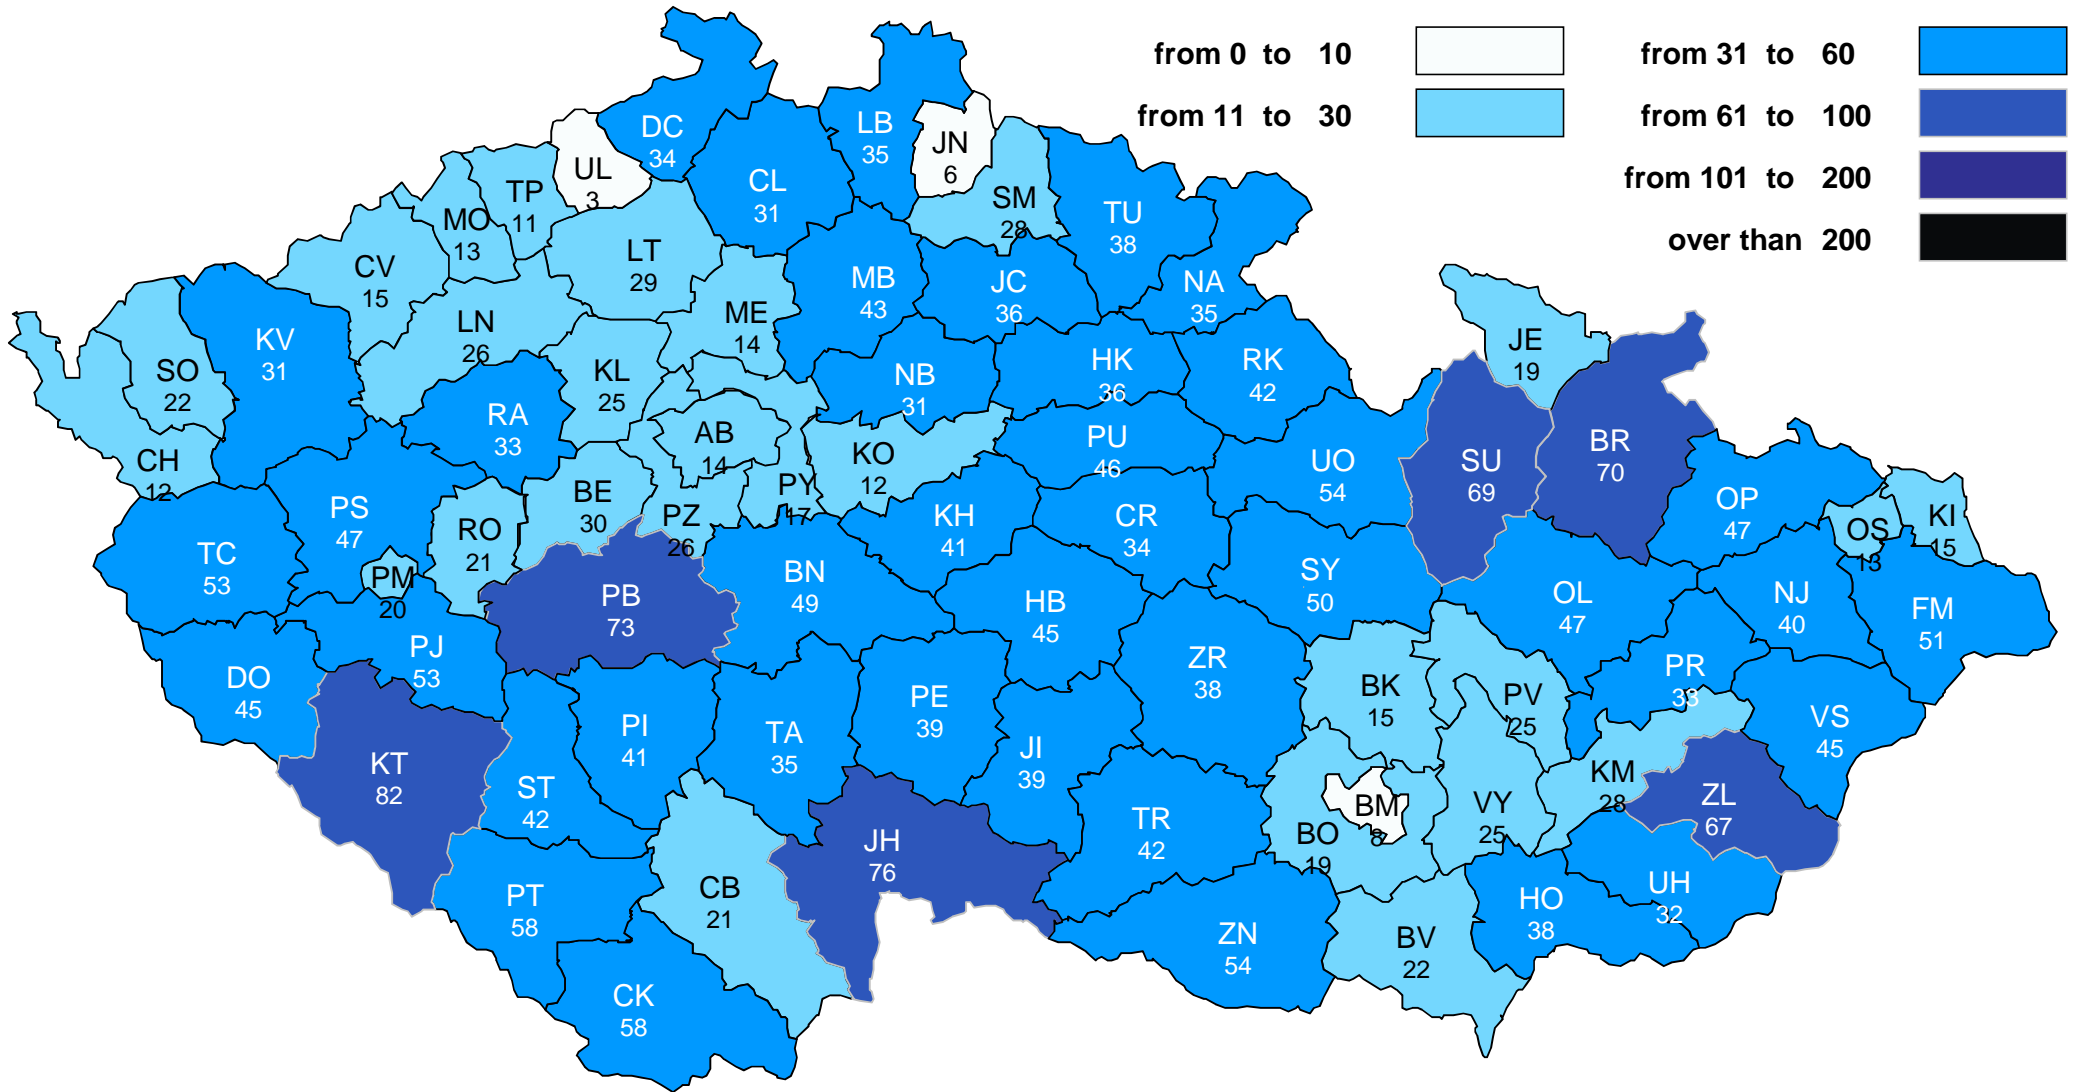 from 0 to 10
from 31 to 60
from 11 to 30
from 61 to 100
from 101 to 200
over than 200
DC
34
LB
35
JN
6
UL
3
TP
11
CL
31
SM
28
TU
38
MO
13
CV
15
LT
29
MB
43
JC
36
NA
35
ME
14
LN
26
KV
31
SO
22
KL
25
NB
31
HK
36
RK
42
JE
19
RA
33
AB
14
KO
12
PU
46
UO
54
SU
69
BR
70
CH
12
PS
47
BE
30
PY
17
PZ
26
RO
21
KH
41
CR
34
OP
47
OS
13
KI
15
TC
53
PM
20
PB
73
BN
49
HB
45
SY
50
OL
47
NJ
40
FM
51
DO
45
PJ
53
ZR
38
PR
33
BK
15
PV
25
PE
39
PI
41
TA
35
JI
39
VS
45
KT
82
ST
42
KM
28
ZL
67
TR
42
BM
8
VY
25
BO
19
JH
76
CB
21
PT
58
UH
32
HO
38
ZN
54
BV
22
CK
58